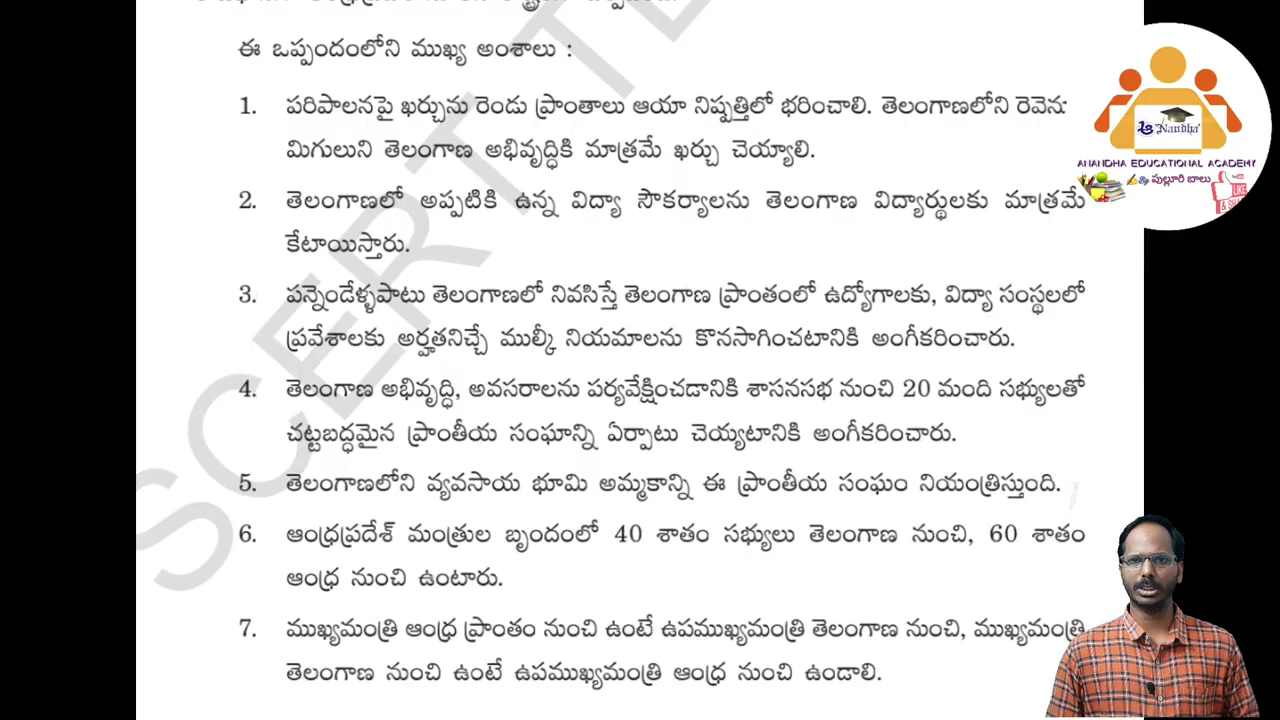 ఈ ఒప్పందంలోని ముఖ్య అంశాలు :
1. పరిపాలనపై ఖర్చును రెండు ప్రాంతాలు ఆయా నిష్పత్తిలో భరించాలి. తెలంగాణలోని రెవెను
మిగులుని తెలంగాణ అభివృద్ధికి మాత్రమే ఖర్చు చెయ్యాలి.
2. తెలంగాణలో అప్పటికి ఉన్న విద్యా సౌకర్యాలను తెలంగాణ విద్యార్థులకు మాత్రమే
కేటాయిస్తారు.
3. పన్నెండేళ్ళపాటు తెలంగాణలో నివసిస్తే తెలంగాణ ప్రాంతంలో ఉద్యోగాలకు, విద్యా సంస్థలలో
ప్రవేశాలకు అర్హతనిచ్చే ముల్కీ నియమాలను కొనసాగించటానికి అంగీకరించారు.
4. తెలంగాణ అభివృద్ధి, అవసరాలను పర్యవేక్షించడానికి శాసనసభ నుంచి 20 మంది సభ్యులతో
చట్టబద్ధమైన ప్రాంతీయ సంఘాన్ని ఏర్పాటు చెయ్యటానికి అంగీకరించారు.
5. తెలంగాణలోని వ్యవసాయ భూమి అమ్మకాన్ని ఈ ప్రాంతీయ సంఘం నియంత్రిస్తుంది.
6. ఆంధ్రప్రదేశ్ మంత్రుల బృందంలో 40 శాతం సభ్యులు తెలంగాణ నుంచి, 60 శాతం
ఆంధ్ర నుంచి ఉంటారు.
7. ముఖ్యమంత్రి ఆంధ్ర ప్రాంతం నుంచి ఉంటే ఉపముఖ్యమంత్రి తెలంగాణ నుంచి, ముఖ్యమంత్రి
తెలంగాణ నుంచి ఉంటే ఉపముఖ్యమంత్రి ఆంధ్ర నుంచి ఉండాలి.
SCERT TE
'Nandha'
ANANDHA EDUCATIONAL ACADEMY
పుల్లూరి బాలు
LIKE